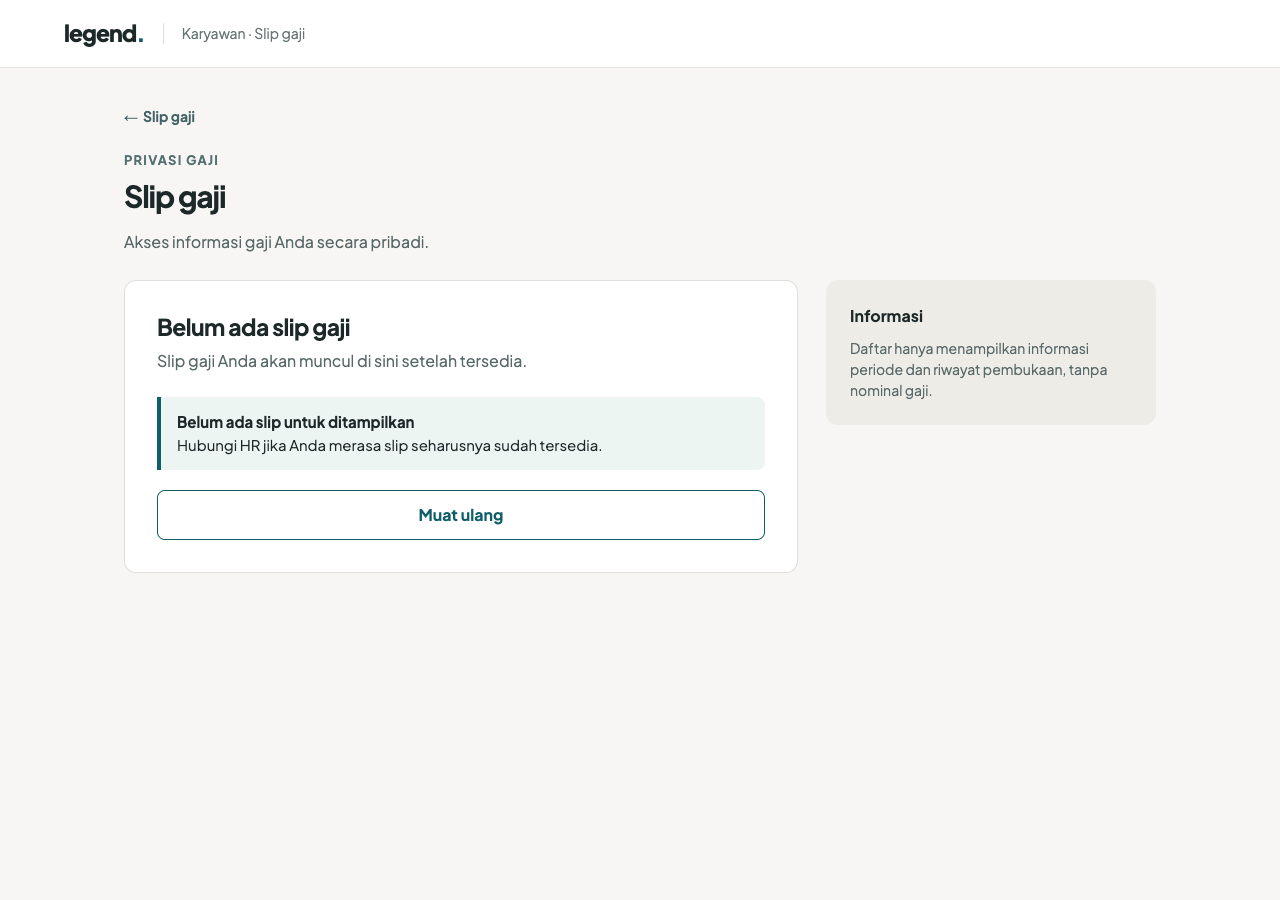 legend.
Karyawan · Slip gaji
← Slip gaji
PRIVASI GAJI
Slip gaji
Akses informasi gaji Anda secara pribadi.
Belum ada slip gaji
Slip gaji Anda akan muncul di sini setelah tersedia.
Belum ada slip untuk ditampilkan
Hubungi HR jika Anda merasa slip seharusnya sudah tersedia.
Muat ulang
Informasi
Daftar hanya menampilkan informasi
periode dan riwayat pembukaan, tanpa
nominal gaji.